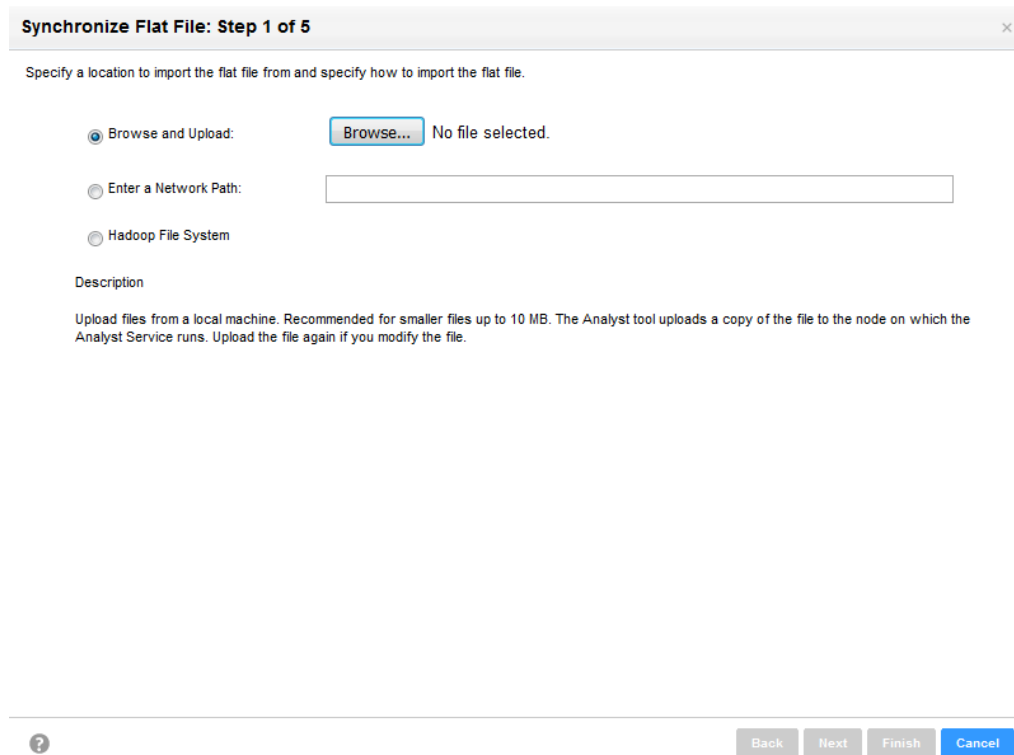 Synchronize Flat File: Step 1 of 5
×
Specify a location to import the flat file from and specify how to import the flat file.
Browse and Upload: Browse... No file selected.
Enter a Network Path:
Hadoop File System
Description
Upload files from a local machine. Recommended for smaller files up to 10 MB. The Analyst tool uploads a copy of the file to the node on which the
Analyst Service runs. Upload the file again if you modify the file.
? Back Next Finish Cancel